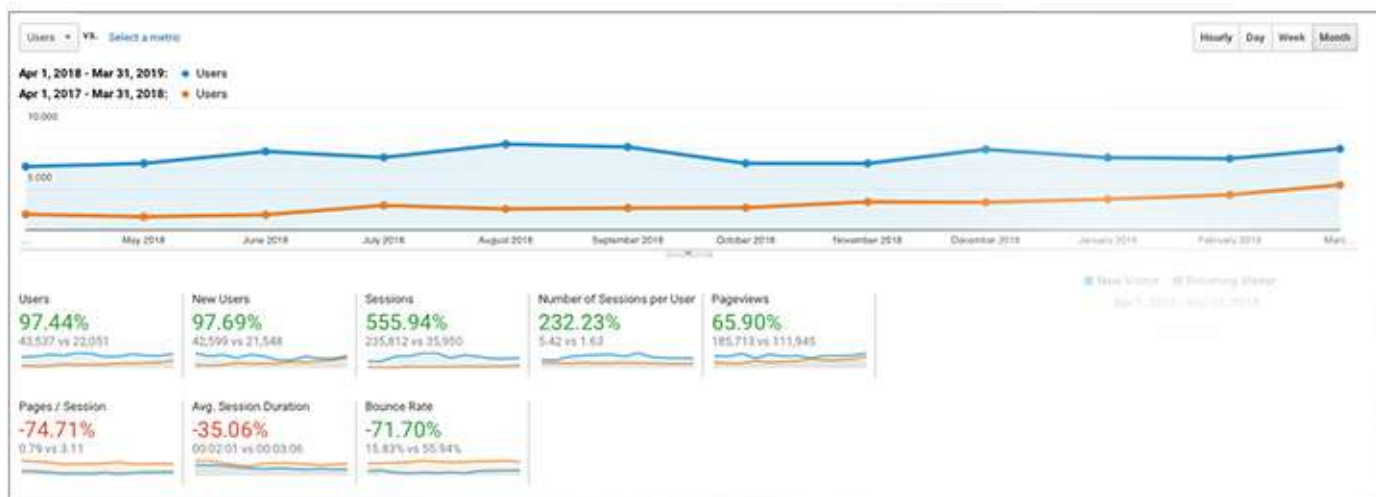 Users vs. Select a metric
Hourly Day Week Month
Apr 1, 2018 - Mar 31, 2019: Users
Apr 1, 2017 - Mar 31, 2018: Users
10,000
5,000
... May 2018 June 2018 July 2018 August 2018 September 2018 October 2018 November 2018 December 2018 January 2019 February 2019 Marc...
New Visitor Returning Visitor
Users New Users Sessions Number of Sessions per User Pageviews
97.44% 97.69% 555.94% 232.23% 65.90%
43,537 vs 22,051 42,599 vs 21,548 235,812 vs 35,950 5.42 vs 1.63 185,713 vs 111,945
Pages / Session Avg. Session Duration Bounce Rate
-74.71% -35.06% -71.70%
0.79 vs 3.11 00:02:01 vs 00:03:06 15.83% vs 55.94%